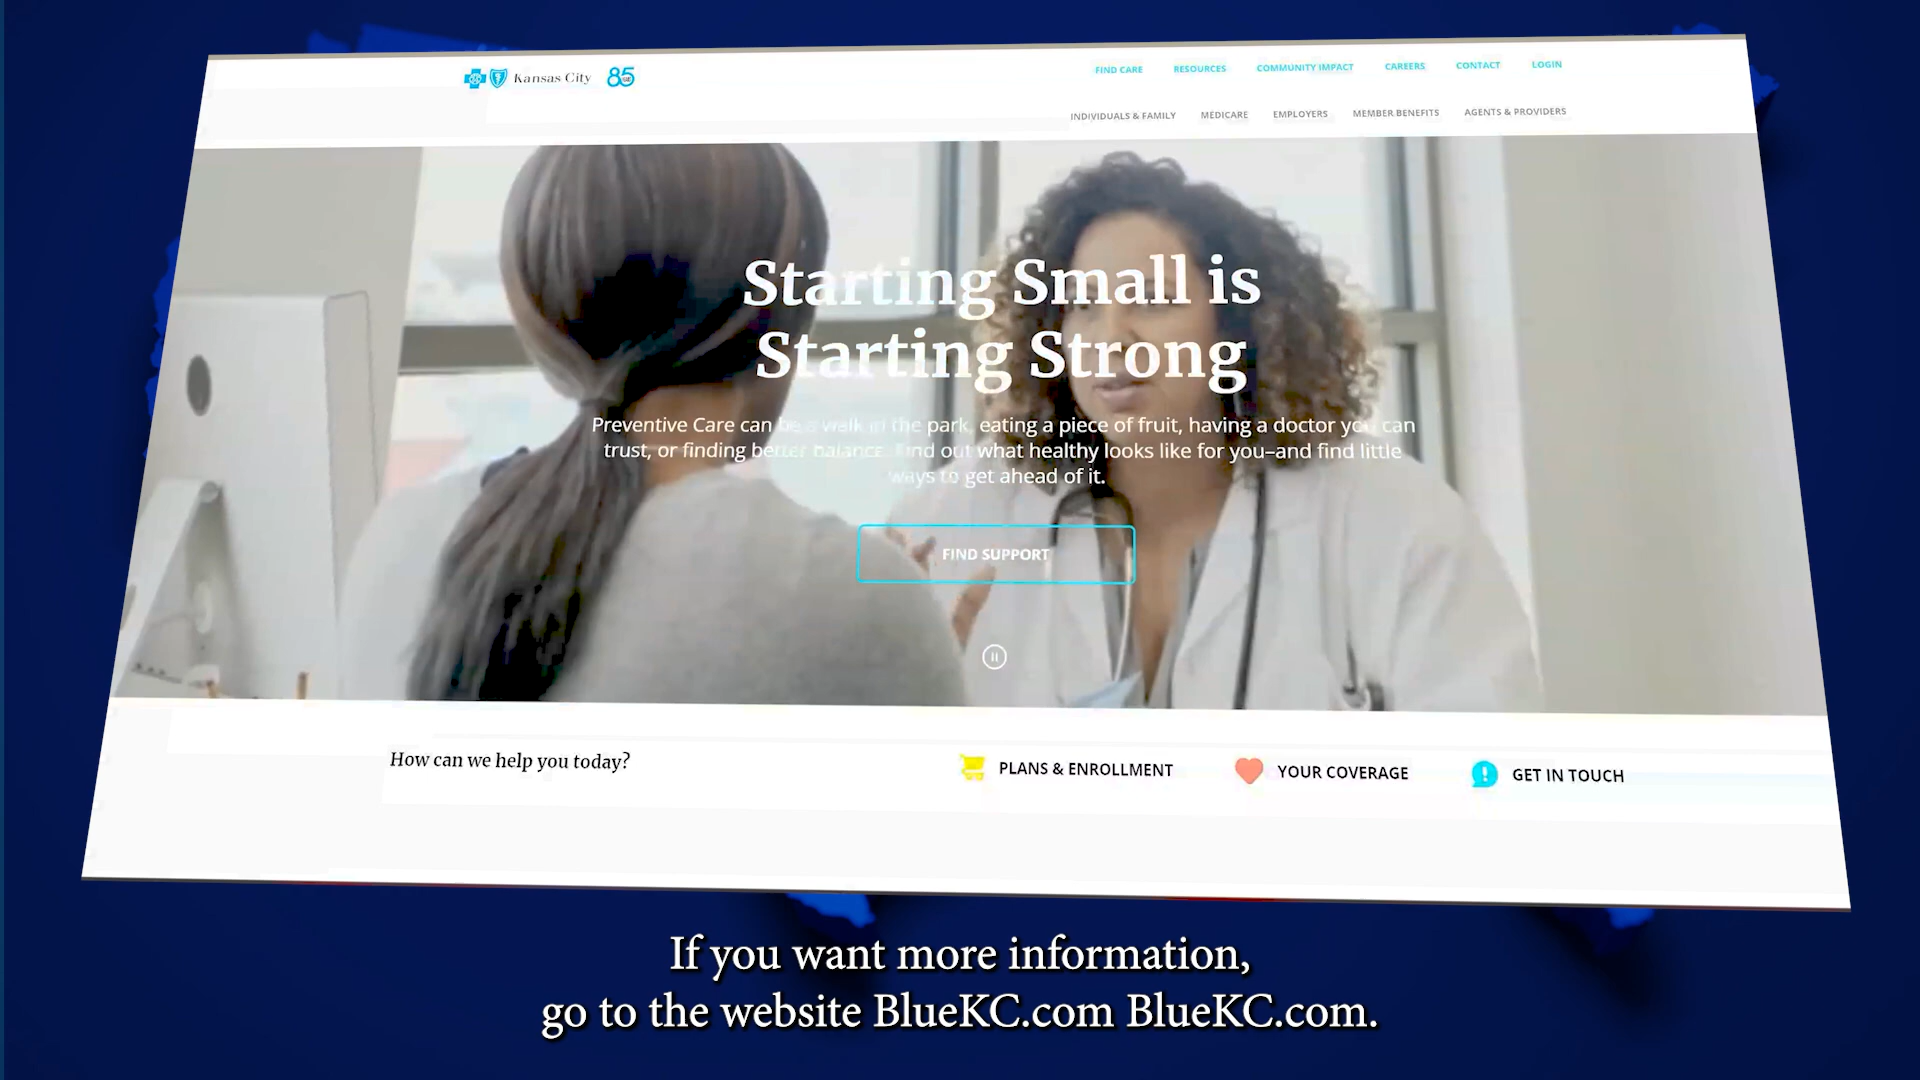 Kansas City 85
FIND CARE RESOURCES COMMUNITY IMPACT CAREERS CONTACT LOGIN
INDIVIDUALS & FAMILY MEDICARE EMPLOYERS MEMBER BENEFITS AGENTS & PROVIDERS
Starting Small is
Starting Strong
Preventive Care can be a walk in the park, eating a piece of fruit, having a doctor you can
trust, or finding better balance. Find out what healthy looks like for you–and find little
ways to get ahead of it.
FIND SUPPORT
How can we help you today?
PLANS & ENROLLMENT YOUR COVERAGE GET IN TOUCH
If you want more information,
go to the website BlueKC.com BlueKC.com.